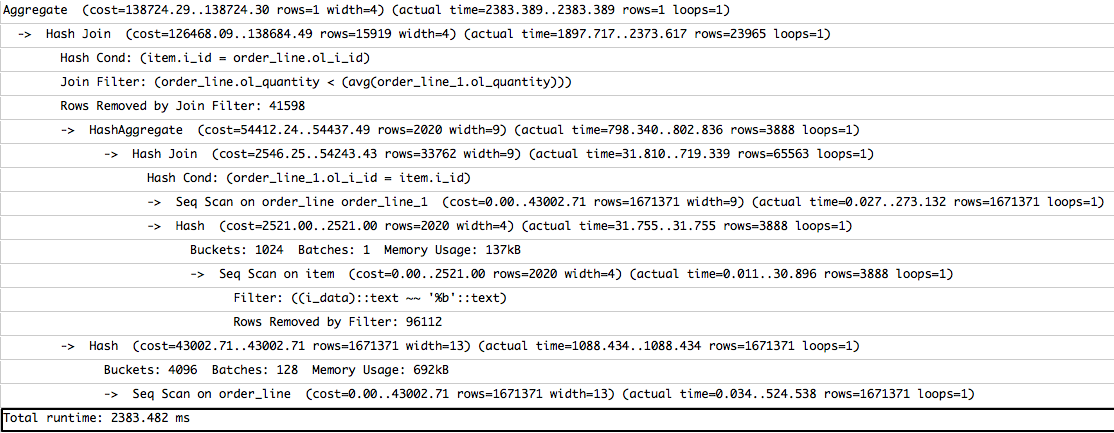 Aggregate  (cost=138724.29..138724.30 rows=1 width=4) (actual time=2383.389..2383.389 rows=1 loops=1)
  ->  Hash Join  (cost=126468.09..138684.49 rows=15919 width=4) (actual time=1897.717..2373.617 rows=23965 loops=1)
        Hash Cond: (item.i_id = order_line.ol_i_id)
        Join Filter: (order_line.ol_quantity < (avg(order_line_1.ol_quantity)))
        Rows Removed by Join Filter: 41598
        ->  HashAggregate  (cost=54412.24..54437.49 rows=2020 width=9) (actual time=798.340..802.836 rows=3888 loops=1)
              ->  Hash Join  (cost=2546.25..54243.43 rows=33762 width=9) (actual time=31.810..719.339 rows=65563 loops=1)
                    Hash Cond: (order_line_1.ol_i_id = item.i_id)
                    ->  Seq Scan on order_line order_line_1  (cost=0.00..43002.71 rows=1671371 width=9) (actual time=0.027..273.132 rows=1671371 loops=1)
                    ->  Hash  (cost=2521.00..2521.00 rows=2020 width=4) (actual time=31.755..31.755 rows=3888 loops=1)
                          Buckets: 1024  Batches: 1  Memory Usage: 137kB
                          ->  Seq Scan on item  (cost=0.00..2521.00 rows=2020 width=4) (actual time=0.011..30.896 rows=3888 loops=1)
                                Filter: ((i_data)::text ~~ '%b'::text)
                                Rows Removed by Filter: 96112
        ->  Hash  (cost=43002.71..43002.71 rows=1671371 width=13) (actual time=1088.434..1088.434 rows=1671371 loops=1)
              Buckets: 4096  Batches: 128  Memory Usage: 692kB
              ->  Seq Scan on order_line  (cost=0.00..43002.71 rows=1671371 width=13) (actual time=0.034..524.538 rows=1671371 loops=1)
Total runtime: 2383.482 ms